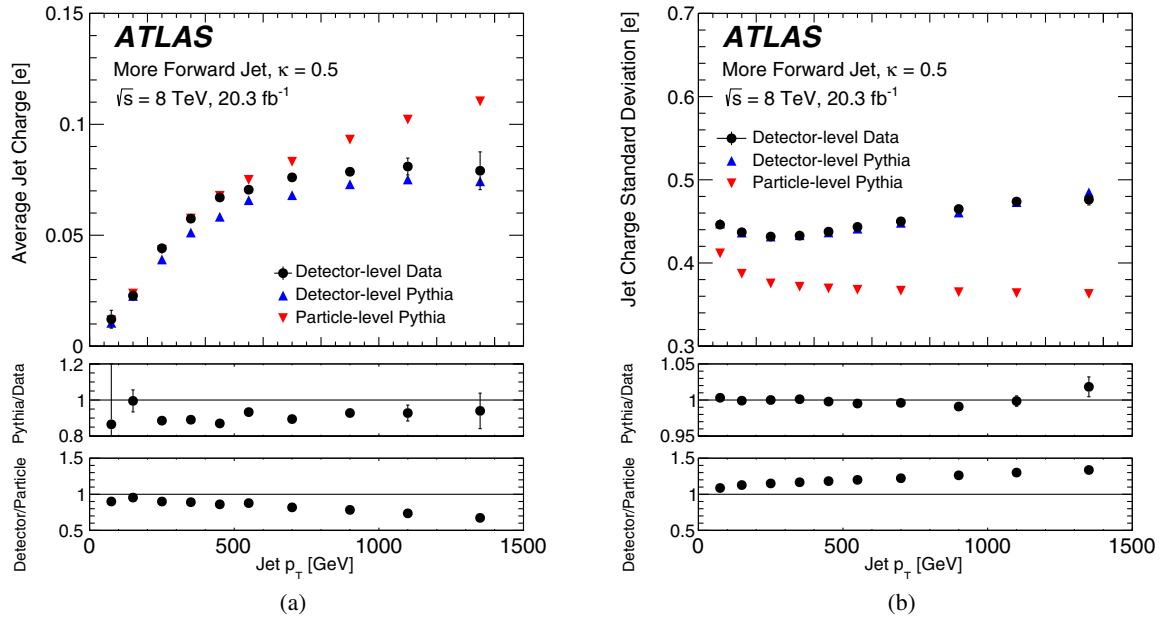 ATLAS
More Forward Jet, κ = 0.5
√s = 8 TeV, 20.3 fb-1
Average Jet Charge [e]
0.1
0.05
0
Detector-level Data
Detector-level Pythia
Particle-level Pythia
Pythia/Data
1.2
1
0.8
Detector/Particle
1.5
1
0.5
0 500 1000 1500
Jet pT [GeV]
(a)
ATLAS
More Forward Jet, κ = 0.5
√s = 8 TeV, 20.3 fb-1
Jet Charge Standard Deviation [e]
0.7
0.6
0.5
0.4
0.3
Detector-level Data
Detector-level Pythia
Particle-level Pythia
Pythia/Data
1.05
1
0.95
Detector/Particle
1.5
1
0.5
0 500 1000 1500
Jet pT [GeV]
(b)